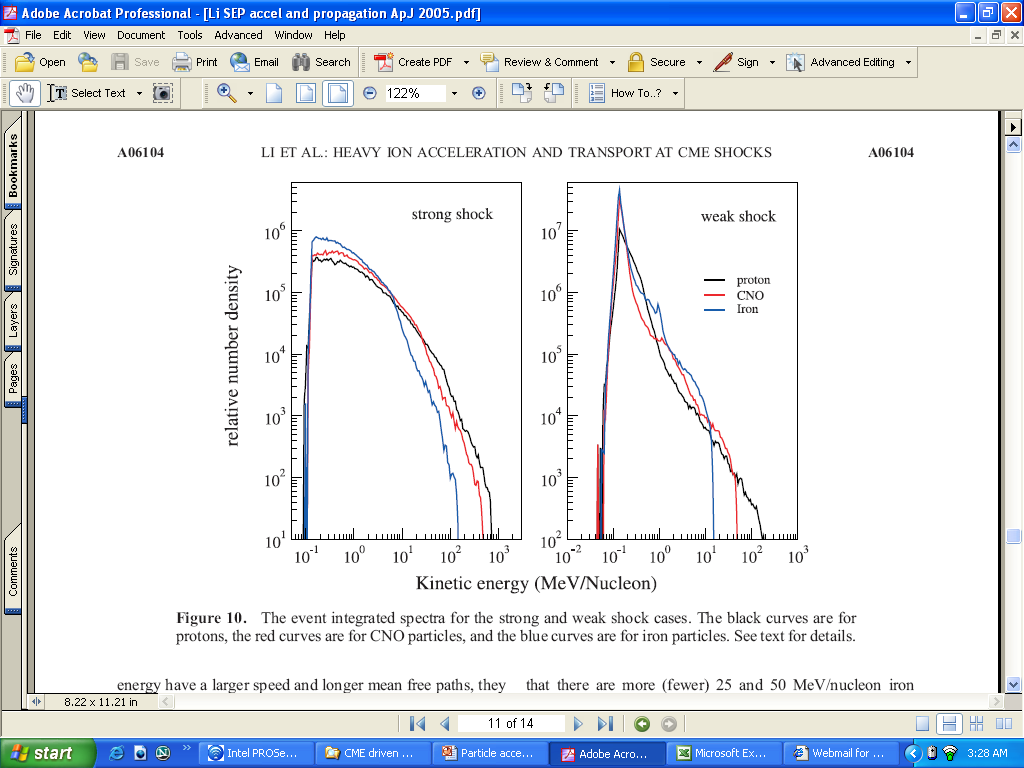 Adobe Acrobat Professional - [Li SEP accel and propagation ApJ 2005.pdf]
File Edit View Document Tools Advanced Window Help
Open Save Print Email Search Create PDF Review & Comment Secure Sign Advanced Editing
Select Text 122% How To..?
Bookmarks
Signatures
Layers
Pages
Comments
A06104 LI ET AL.: HEAVY ION ACCELERATION AND TRANSPORT AT CME SHOCKS A06104
strong shock
weak shock
proton
CNO
Iron
relative number density
10^6
10^5
10^4
10^3
10^2
10^1
10^7
10^6
10^5
10^4
10^3
10^2
10^-1 10^0 10^1 10^2 10^3
10^-2 10^-1 10^0 10^1 10^2 10^3
Kinetic energy (MeV/Nucleon)
Figure 10. The event integrated spectra for the strong and weak shock cases. The black curves are for
protons, the red curves are for CNO particles, and the blue curves are for iron particles. See text for details.
energy have a larger speed and longer mean free paths, they
that there are more (fewer) 25 and 50 MeV/nucleon iron
8.22 x 11.21 in
11 of 14
start Intel PROSe... CME driven ... Particle acce... Adobe Acro... Microsoft Ex... Webmail for ... 3:28 AM